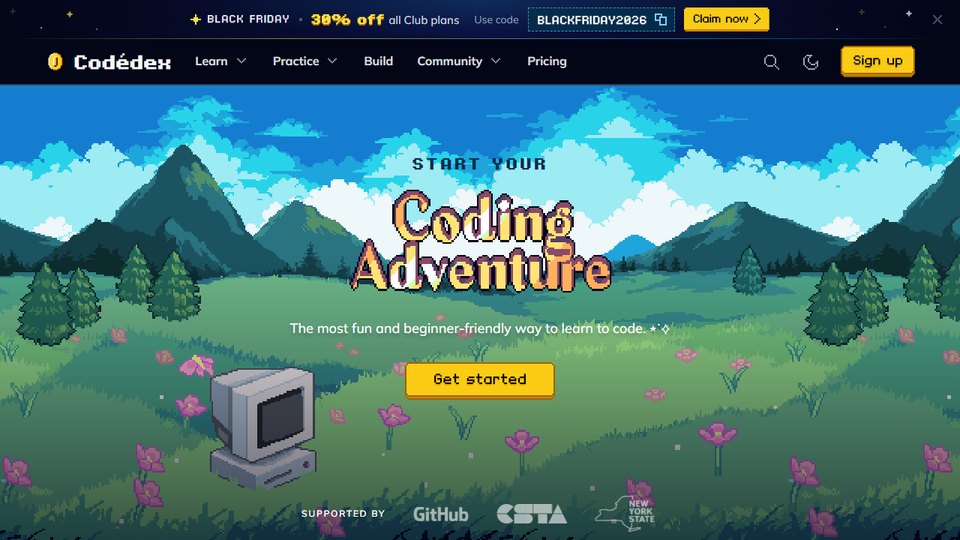 BLACK FRIDAY • 30% off all Club plans Use code BLACKFRIDAY2026 Claim now
Codédex Learn Practice Build Community Pricing Sign up
START YOUR
Coding
Adventure
The most fun and beginner-friendly way to learn to code.
Get started
SUPPORTED BY GitHub CSTA NEW YORK STATE